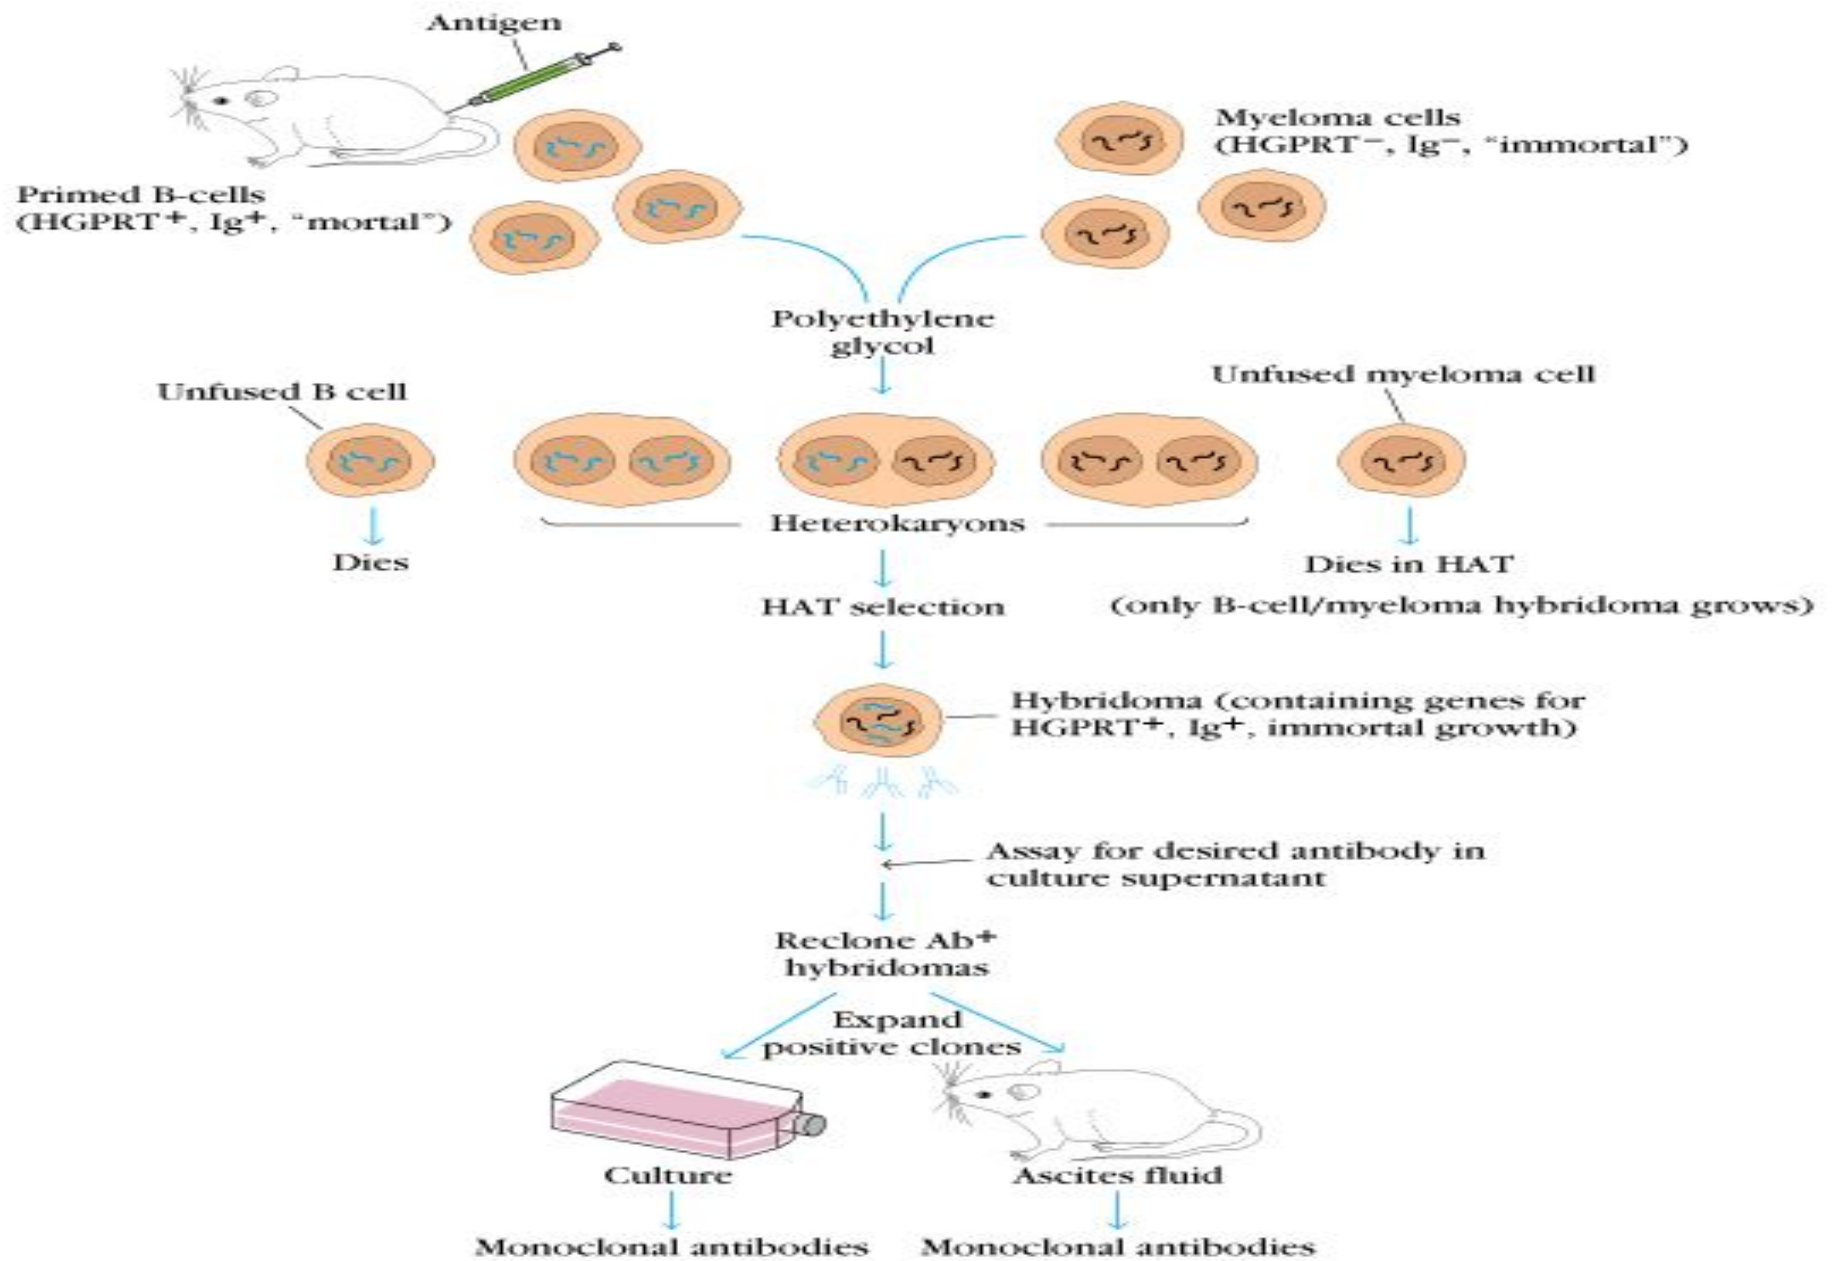 Antigen
Myeloma cells
(HGPRT−, Ig−, “immortal”)
Primed B-cells
(HGPRT+, Ig+, “mortal”)
Polyethylene
glycol
Unfused B cell
Unfused myeloma cell
Heterokaryons
Dies
Dies in HAT
HAT selection
(only B-cell/myeloma hybridoma grows)
Hybridoma (containing genes for
HGPRT+, Ig+, immortal growth)
Assay for desired antibody in
culture supernatant
Reclone Ab+
hybridomas
Expand
positive clones
Culture
Ascites fluid
Monoclonal antibodies
Monoclonal antibodies